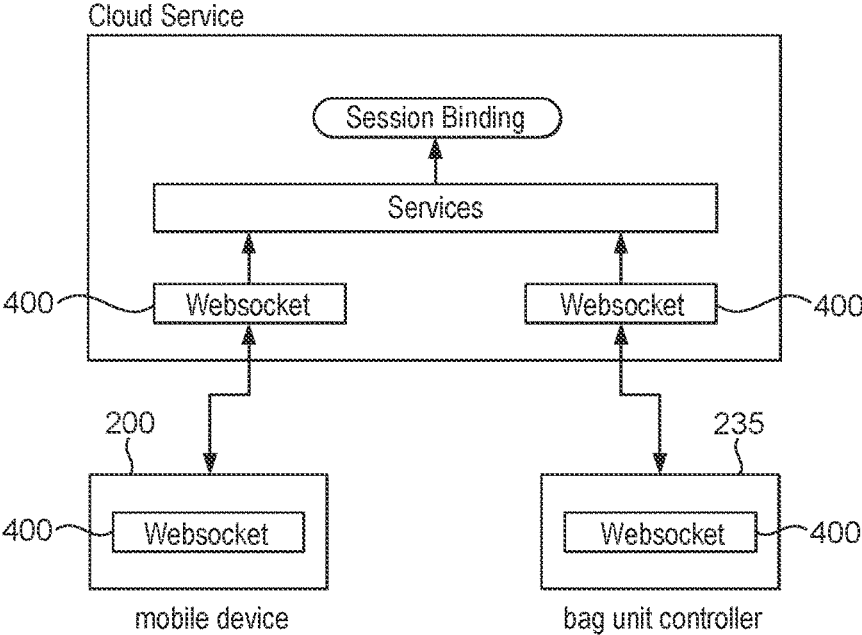 Cloud Service
Session Binding
Services
400 Websocket Websocket 400
200 235
400 Websocket Websocket 400
mobile device bag unit controller